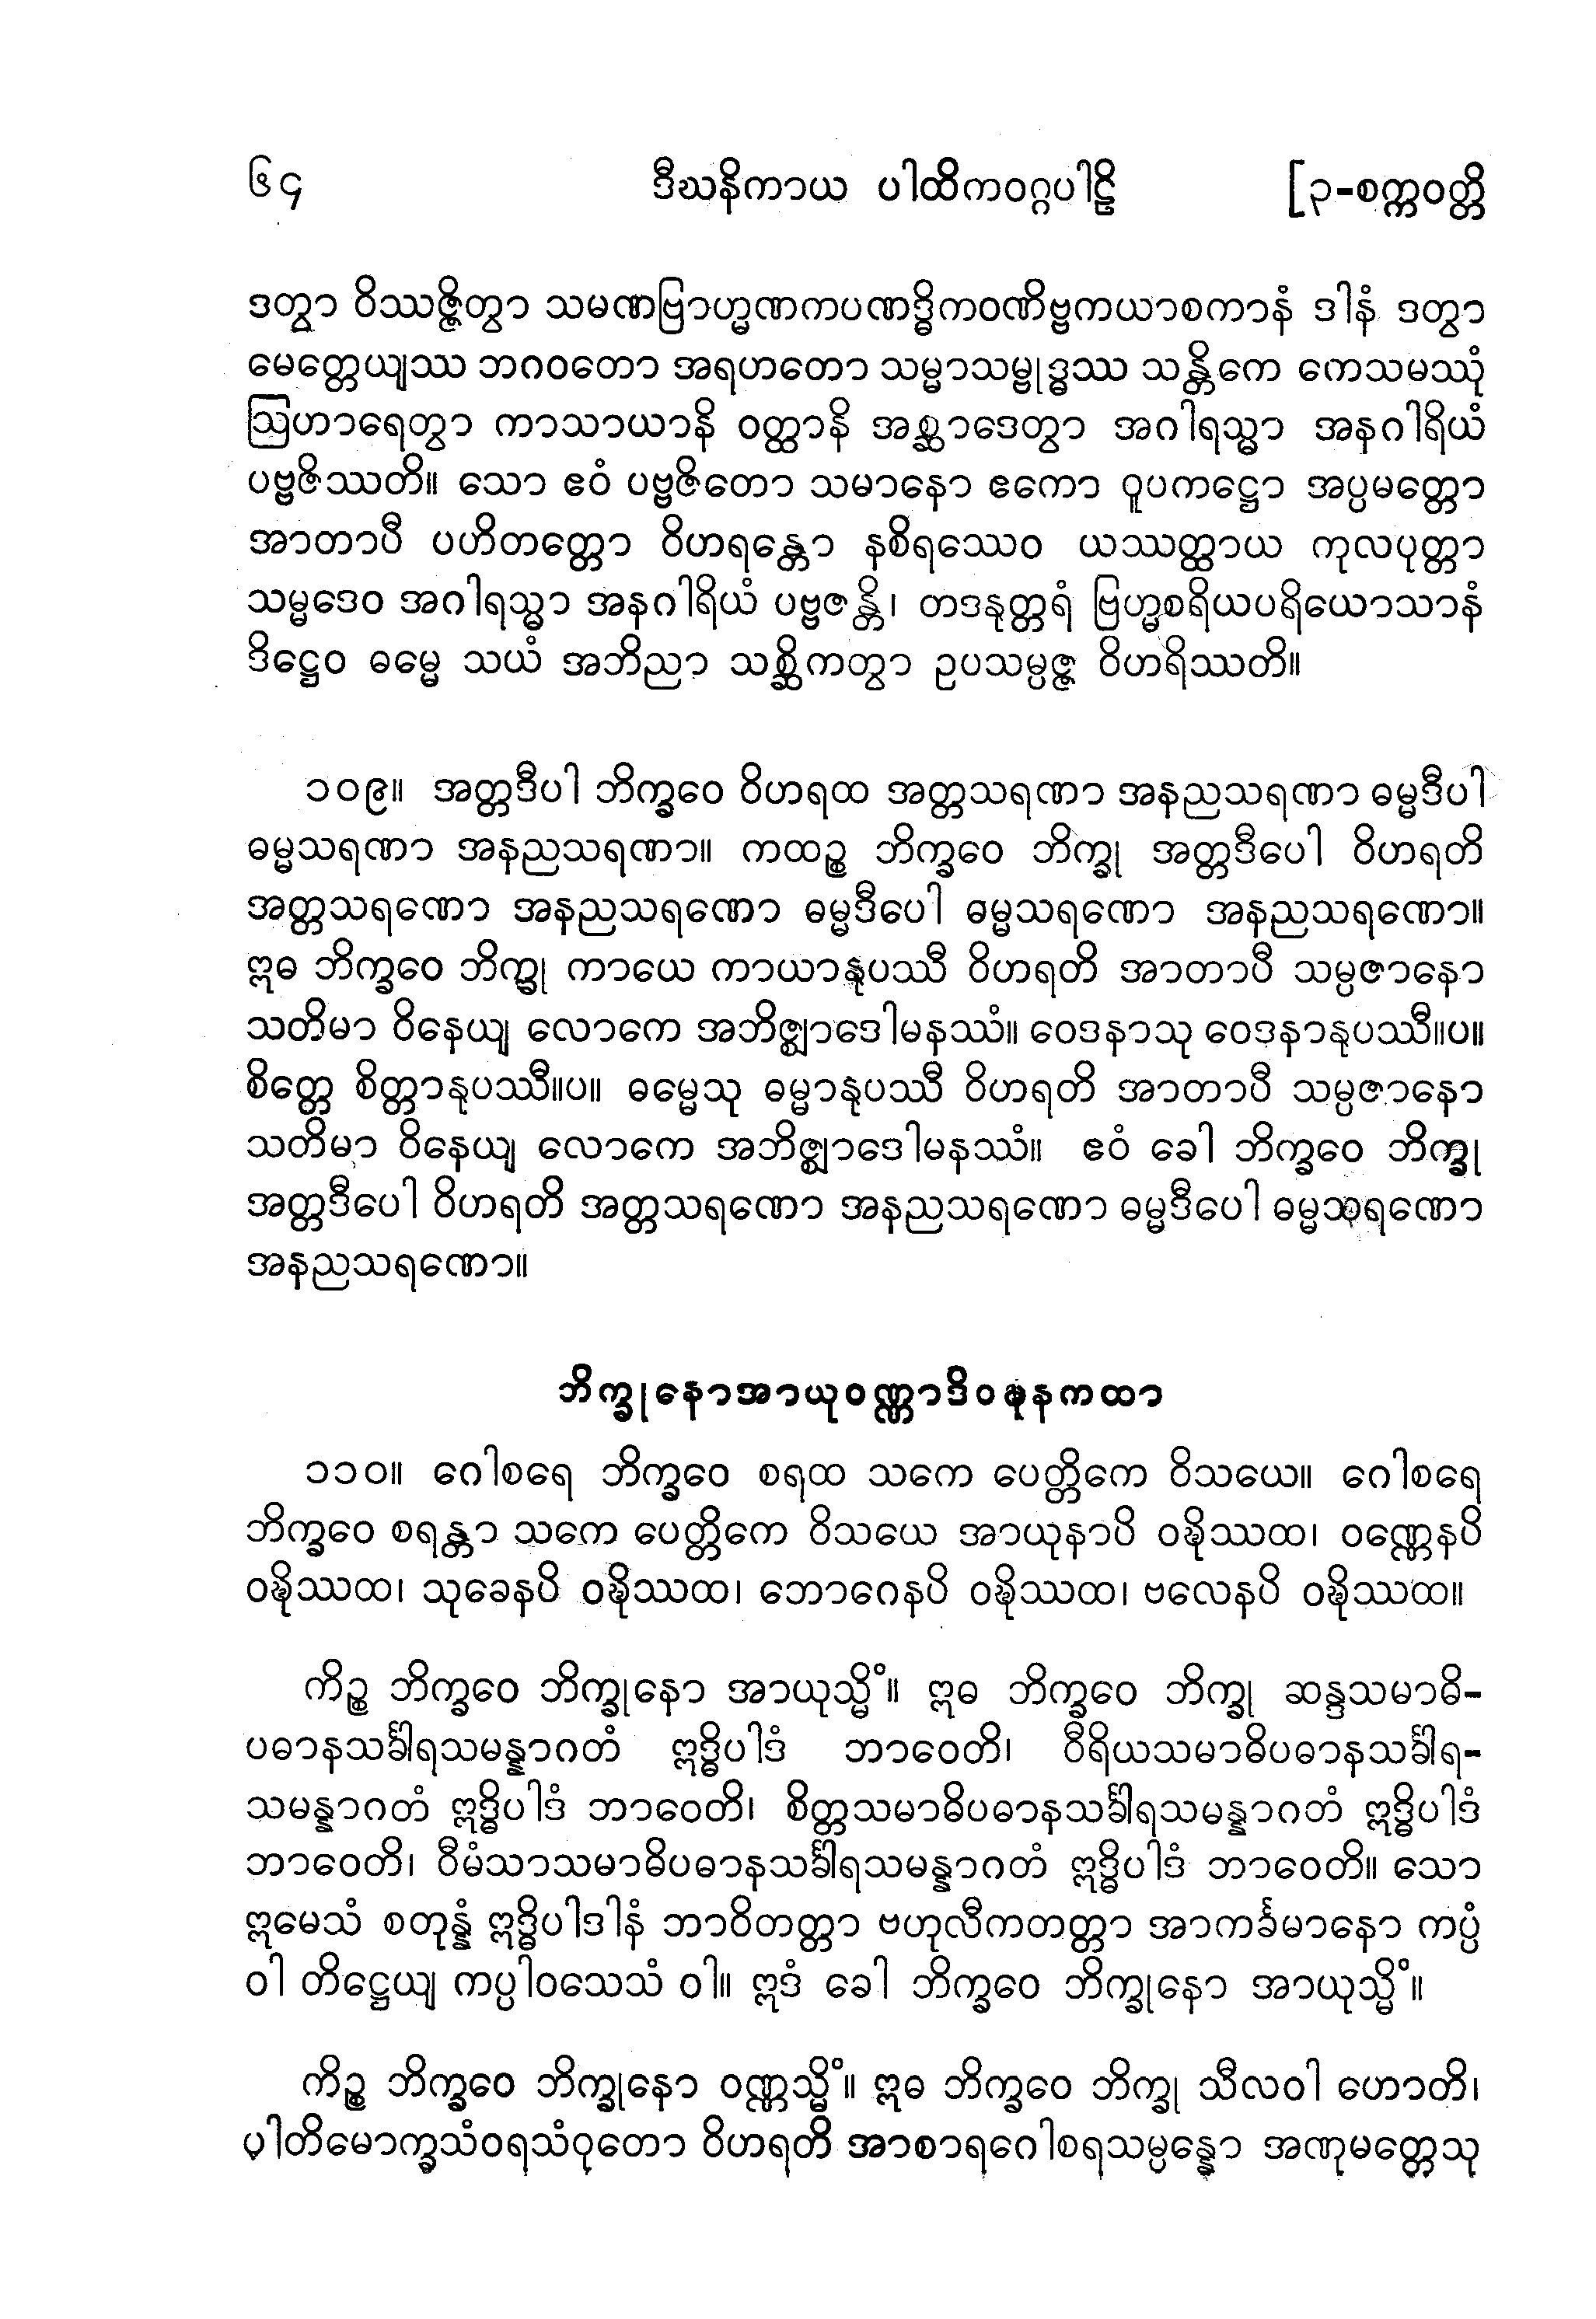 ၆၄ ဒီဃနိကာယ ပါထိကဝဂ္ဂပါဠိ [၃-စက္ကဝတ္တိ
ဒတွာ ဝိဿဇ္ဇိတွာ သမဏဗြာဟ္မဏကပဏဒ္ဓိကဝဏိဗ္ဗကယာစကာနံ ဒါနံ ဒတွာ
မေတ္တေယျဿ ဘဂဝတော အရဟတော သမ္မာသမ္ဗုဒ္ဓဿ သန္တိကေ ကေသမဿုံ
ဩဟာရေတွာ ကာသာယာနိ ဝတ္ထာနိ အစ္ဆာဒေတွာ အဂါရသ္မာ အနဂါရိယံ
ပဗ္ဗဇိဿတိ။ သော ဧဝံ ပဗ္ဗဇိတော သမာနော ဧကော ဝူပကဋ္ဌော အပ္ပမတ္တော
အာတာပီ ပဟိတတ္တော ဝိဟရန္တော နစိရဿေဝ ယဿတ္ထာယ ကုလပုတ္တာ
သမ္မဒေဝ အဂါရသ္မာ အနဂါရိယံ ပဗ္ဗဇန္တိ၊ တဒနုတ္တရံ ဗြဟ္မစရိယပရိယောသာနံ
ဒိဋ္ဌေဝ ဓမ္မေ သယံ အဘိညာ သစ္ဆိကတွာ ဥပသမ္ပဇ္ဇ ဝိဟရိဿတိ။
၁၀၉။ အတ္တဒီပါ ဘိက္ခဝေ ဝိဟရထ အတ္တသရဏာ အနညသရဏာ ဓမ္မဒီပါ
ဓမ္မသရဏာ အနညသရဏာ။ ကထဉ္စ ဘိက္ခဝေ ဘိက္ခု အတ္တဒီပေါ ဝိဟရတိ
အတ္တသရဏော အနညသရဏော ဓမ္မဒီပေါ ဓမ္မသရဏော အနညသရဏော။
ဣဓ ဘိက္ခဝေ ဘိက္ခု ကာယေ ကာယာနုပဿီ ဝိဟရတိ အာတာပီ သမ္ပဇာနော
သတိမာ ဝိနေယျ လောကေ အဘိဇ္ဈာဒေါမနဿံ။ ဝေဒနာသု ဝေဒနာနုပဿီ။ပ။
စိတ္တေ စိတ္တာနုပဿီ။ပ။ ဓမ္မေသု ဓမ္မာနုပဿီ ဝိဟရတိ အာတာပီ သမ္ပဇာနော
သတိမာ ဝိနေယျ လောကေ အဘိဇ္ဈာဒေါမနဿံ။ ဧဝံ ခေါ ဘိက္ခဝေ ဘိက္ခု
အတ္တဒီပေါ ဝိဟရတိ အတ္တသရဏော အနညသရဏော ဓမ္မဒီပေါ ဓမ္မသရဏော
အနညသရဏော။
ဘိက္ခုနောအာယုဝဏ္ဏာဒိဝဍ္ဎနကထာ
၁၁၀။ ဂေါစရေ ဘိက္ခဝေ စရထ သကေ ပေတ္တိကေ ဝိသယေ။ ဂေါစရေ
ဘိက္ခဝေ စရန္တာ သကေ ပေတ္တိကေ ဝိသယေ အာယုနာပိ ဝဍ္ဎိဿထ၊ ဝဏ္ဏေနပိ
ဝဍ္ဎိဿထ၊ သုခေနပိ ဝဍ္ဎိဿထ၊ ဘောဂေနပိ ဝဍ္ဎိဿထ၊ ဗလေနပိ ဝဍ္ဎိဿထ။
ကိဉ္စ ဘိက္ခဝေ ဘိက္ခုနော အာယုသ္မိံ။ ဣဓ ဘိက္ခဝေ ဘိက္ခု ဆန္ဒသမာဓိ-
ပဓာနသင်္ခါရသမန္နာဂတံ ဣဒ္ဓိပါဒံ ဘာဝေတိ၊ ဝီရိယသမာဓိပဓာနသင်္ခါရ-
သမန္နာဂတံ ဣဒ္ဓိပါဒံ ဘာဝေတိ၊ စိတ္တသမာဓိပဓာနသင်္ခါရသမန္နာဂတံ ဣဒ္ဓိပါဒံ
ဘာဝေတိ၊ ဝီမံသာသမာဓိပဓာနသင်္ခါရသမန္နာဂတံ ဣဒ္ဓိပါဒံ ဘာဝေတိ။ သော
ဣမေသံ စတုန္နံ ဣဒ္ဓိပါဒါနံ ဘာဝိတတ္တာ ဗဟုလီကတတ္တာ အာကင်္ခမာနော ကပ္ပံ
ဝါ တိဋ္ဌေယျ ကပ္ပါဝသေသံ ဝါ။ ဣဒံ ခေါ ဘိက္ခဝေ ဘိက္ခုနော အာယုသ္မိံ။
ကိဉ္စ ဘိက္ခဝေ ဘိက္ခုနော ဝဏ္ဏသ္မိံ။ ဣဓ ဘိက္ခဝေ ဘိက္ခု သီလဝါ ဟောတိ၊
ပါတိမောက္ခသံဝရသံဝုတော ဝိဟရတိ အာစာရဂေါစရသမ္ပန္နော အဏုမတ္တေသု